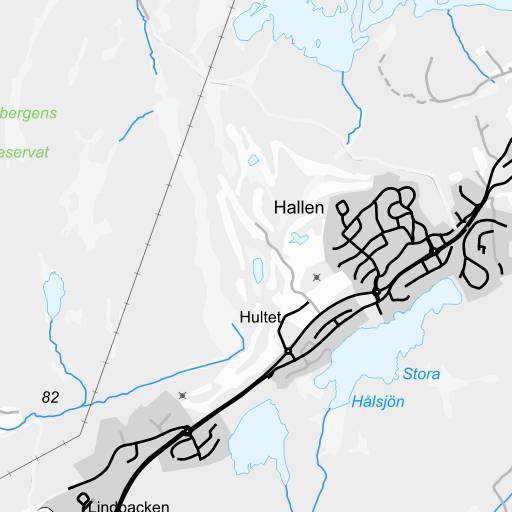 bergens
eservat
Hallen
Hultet
Stora
Hålsjön
82
Lindbacken